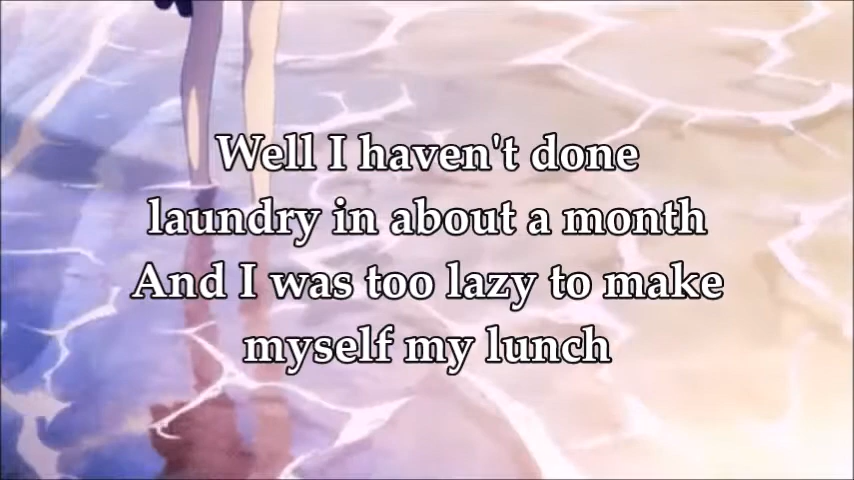 Well I haven't done
laundry in about a month
And I was too lazy to make
myself my lunch